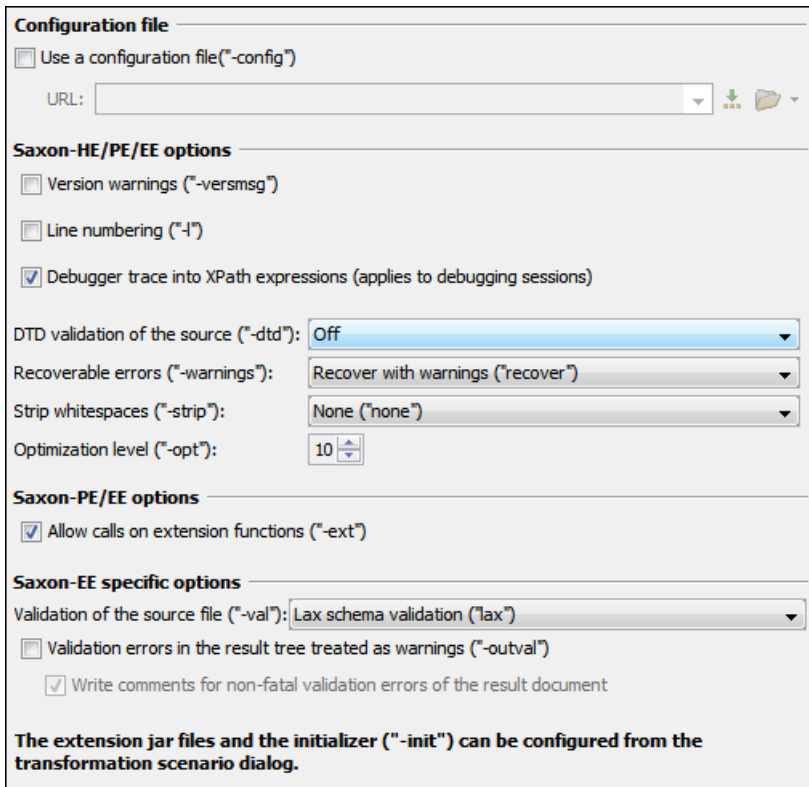 Configuration file
Use a configuration file("-config")
URL:
Saxon-HE/PE/EE options
Version warnings ("-versmsg")
Line numbering ("-l")
Debugger trace into XPath expressions (applies to debugging sessions)
DTD validation of the source ("-dtd"): Off
Recoverable errors ("-warnings"): Recover with warnings ("recover")
Strip whitespaces ("-strip"): None ("none")
Optimization level ("-opt"): 10
Saxon-PE/EE options
Allow calls on extension functions ("-ext")
Saxon-EE specific options
Validation of the source file ("-val"): Lax schema validation ("lax")
Validation errors in the result tree treated as warnings ("-outval")
Write comments for non-fatal validation errors of the result document
The extension jar files and the initializer ("-init") can be configured from the
transformation scenario dialog.